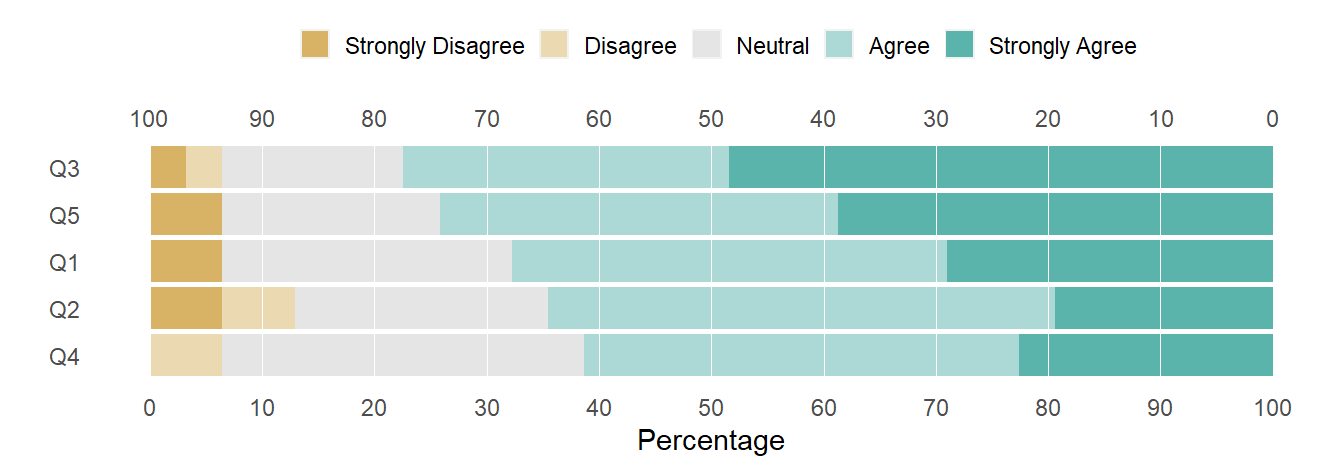 Strongly Disagree Disagree Neutral Agree Strongly Agree
100 90 80 70 60 50 40 30 20 10 0
Q3
Q5
Q1
Q2
Q4
0 10 20 30 40 50 60 70 80 90 100
Percentage